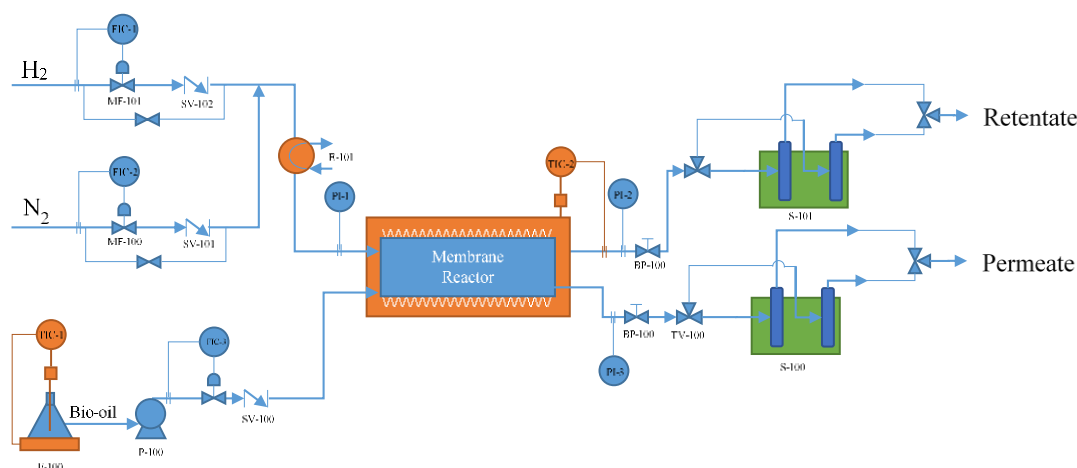 FIC-1
H2
MF-101
SV-102
FIC-2
N2
MF-100
SV-101
E-101
PI-1
TIC-2
PI-2
BP-100
Membrane
Reactor
S-101
Retentate
Permeate
BP-100
TV-100
PI-3
S-100
TIC-1
Bio-oil
P-100
SV-100